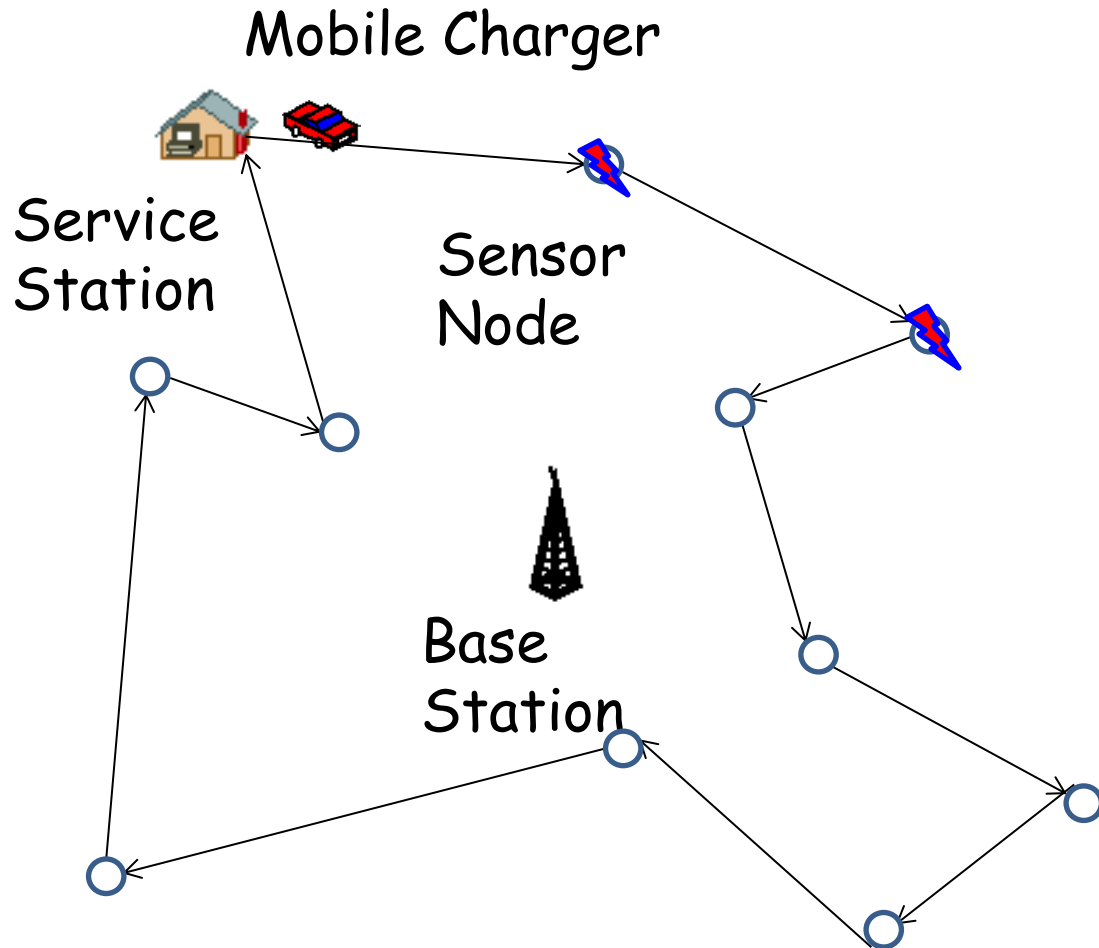 Mobile Charger
Service
Station
Sensor
Node
Base
Station